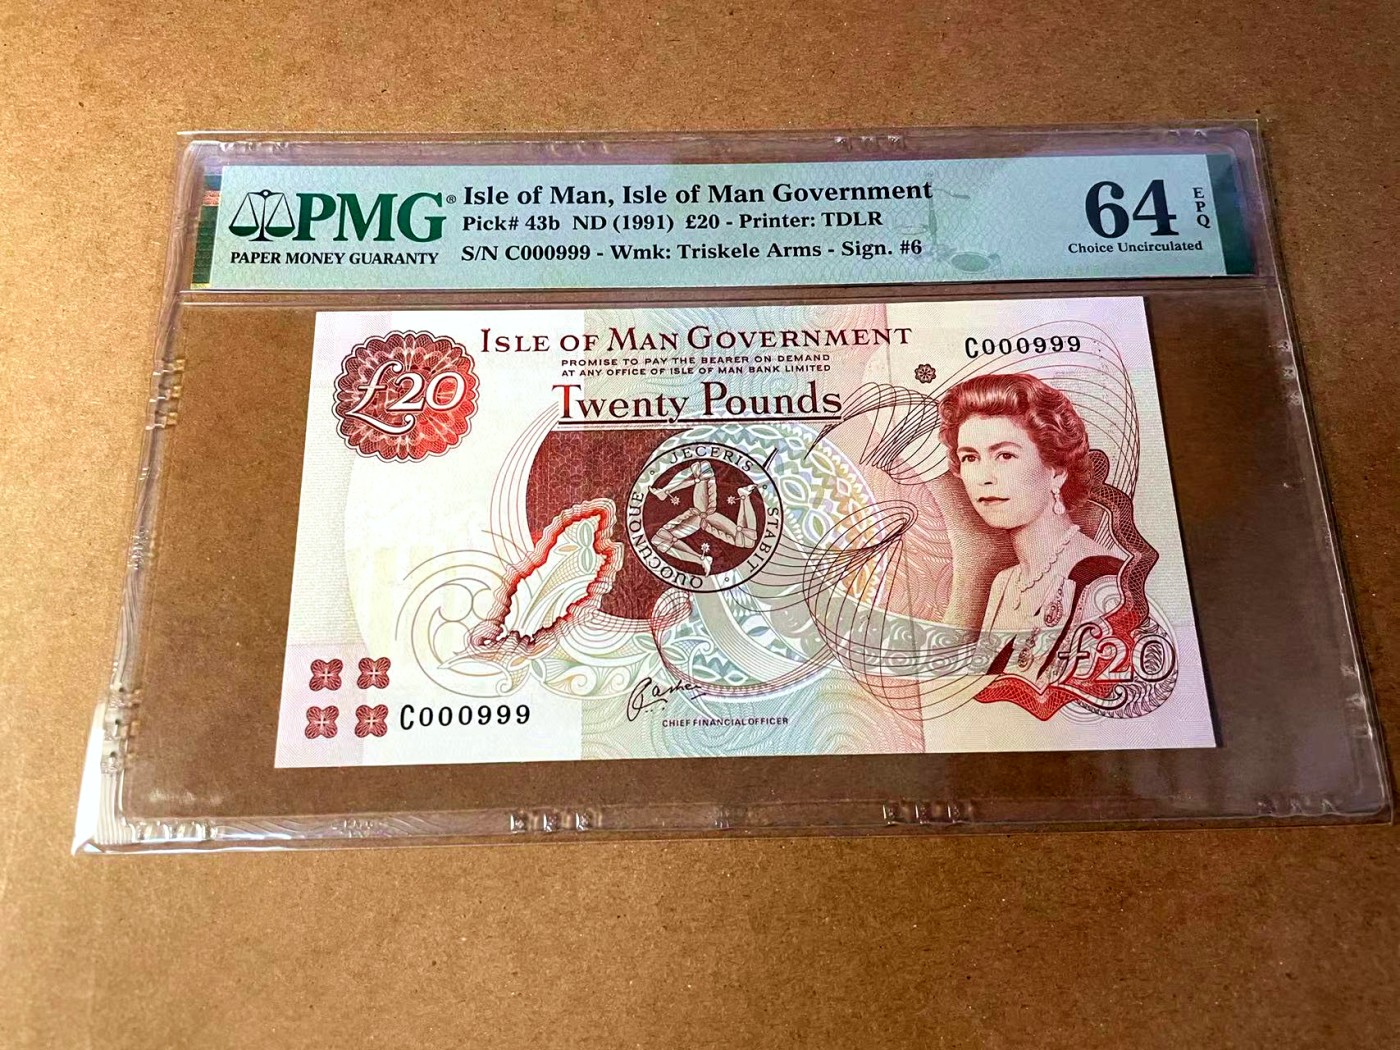 PMG®
PAPER MONEY GUARANTY
Isle of Man, Isle of Man Government
Pick# 43b ND (1991) £20 - Printer: TDLR
S/N C000999 - Wmk: Triskele Arms - Sign. #6
64
EPQ
Choice Uncirculated
£20
ISLE OF MAN GOVERNMENT
PROMISE TO PAY THE BEARER ON DEMAND
AT ANY OFFICE OF ISLE OF MAN BANK LIMITED
Twenty Pounds
C000999
QUOCUNQUE JECERIS STABIT
£20
C000999
CHIEF FINANCIAL OFFICER